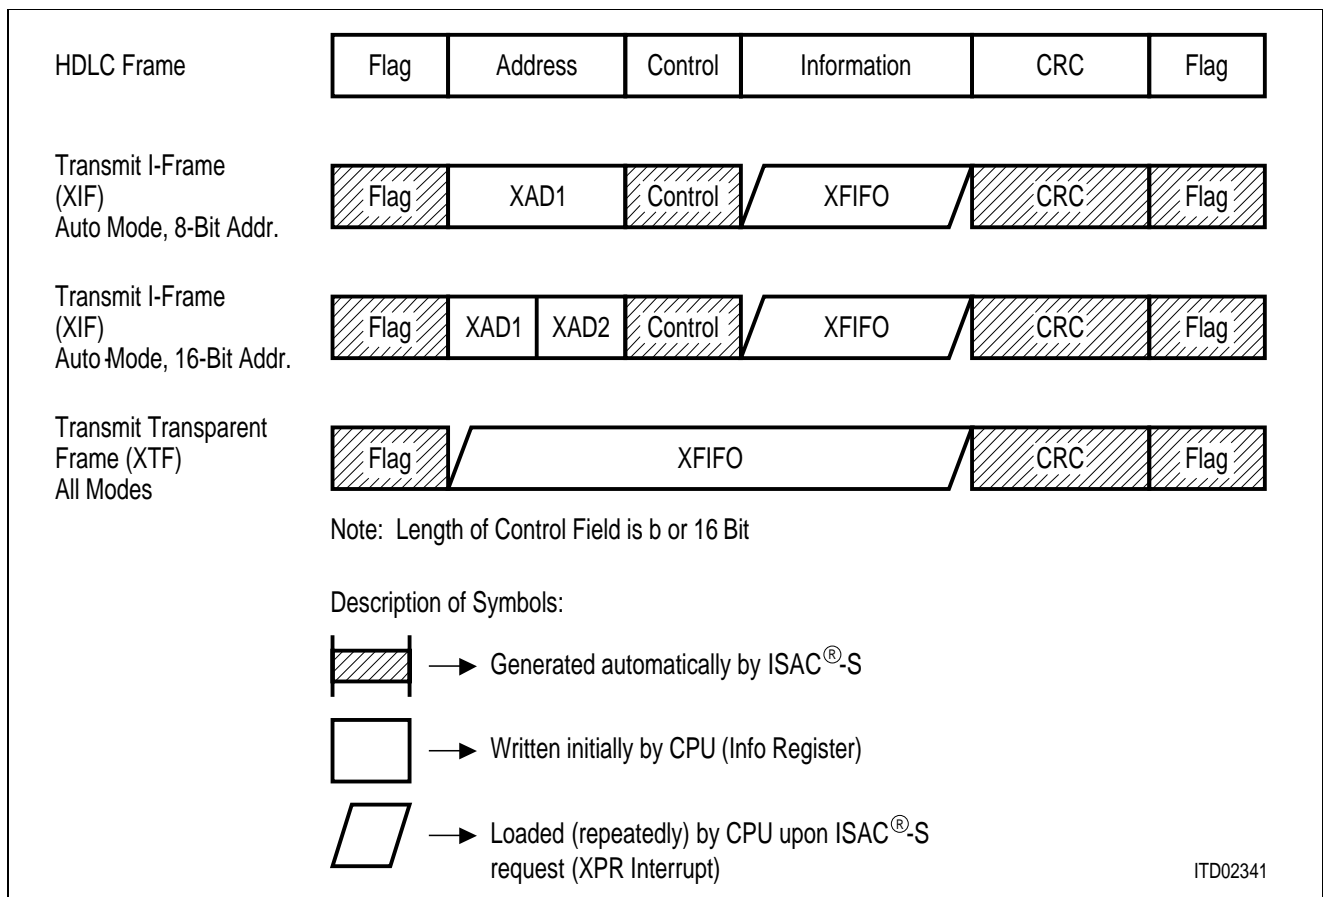 HDLC Frame Flag Address Control Information CRC Flag
Transmit I-Frame
(XIF)
Auto Mode, 8-Bit Addr.
Flag XAD1 Control XFIFO CRC Flag
Transmit I-Frame
(XIF)
Auto-Mode, 16-Bit Addr.
Flag XAD1 XAD2 Control XFIFO CRC Flag
Transmit Transparent
Frame (XTF)
All Modes
Flag XFIFO CRC Flag
Note: Length of Control Field is b or 16 Bit
Description of Symbols:
Generated automatically by ISAC®-S
Written initially by CPU (Info Register)
Loaded (repeatedly) by CPU upon ISAC®-S
request (XPR Interrupt)
ITD02341